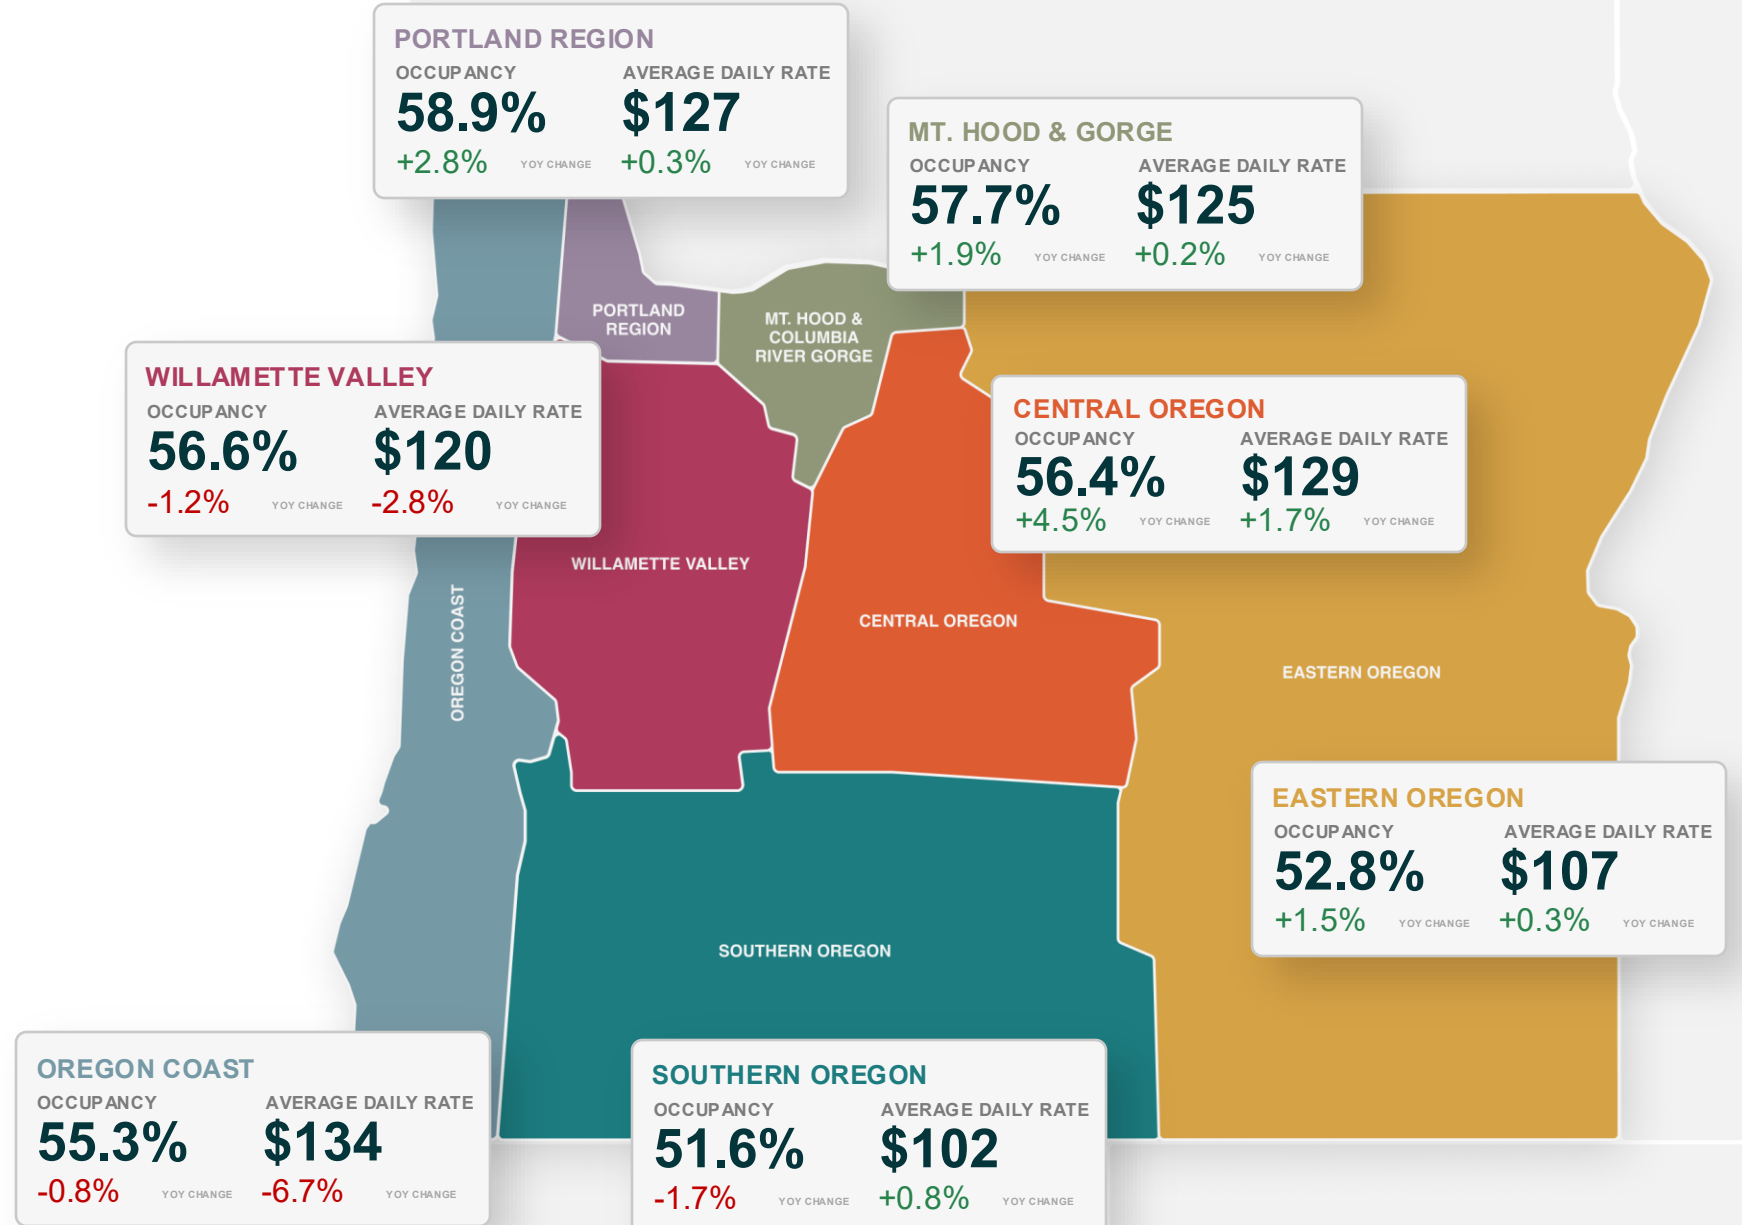 PORTLAND REGION
OCCUPANCY AVERAGE DAILY RATE
58.9% $127
+2.8% YOY CHANGE +0.3% YOY CHANGE
MT. HOOD & GORGE
OCCUPANCY AVERAGE DAILY RATE
57.7% $125
+1.9% YOY CHANGE +0.2% YOY CHANGE
PORTLAND
REGION
MT. HOOD &
COLUMBIA
RIVER GORGE
WILLAMETTE VALLEY
OCCUPANCY AVERAGE DAILY RATE
56.6% $120
-1.2% YOY CHANGE -2.8% YOY CHANGE
CENTRAL OREGON
OCCUPANCY AVERAGE DAILY RATE
56.4% $129
+4.5% YOY CHANGE +1.7% YOY CHANGE
WILLAMETTE VALLEY
OREGON COAST
CENTRAL OREGON
EASTERN OREGON
EASTERN OREGON
OCCUPANCY AVERAGE DAILY RATE
52.8% $107
+1.5% YOY CHANGE +0.3% YOY CHANGE
SOUTHERN OREGON
OREGON COAST
OCCUPANCY AVERAGE DAILY RATE
55.3% $134
-0.8% YOY CHANGE -6.7% YOY CHANGE
SOUTHERN OREGON
OCCUPANCY AVERAGE DAILY RATE
51.6% $102
-1.7% YOY CHANGE +0.8% YOY CHANGE